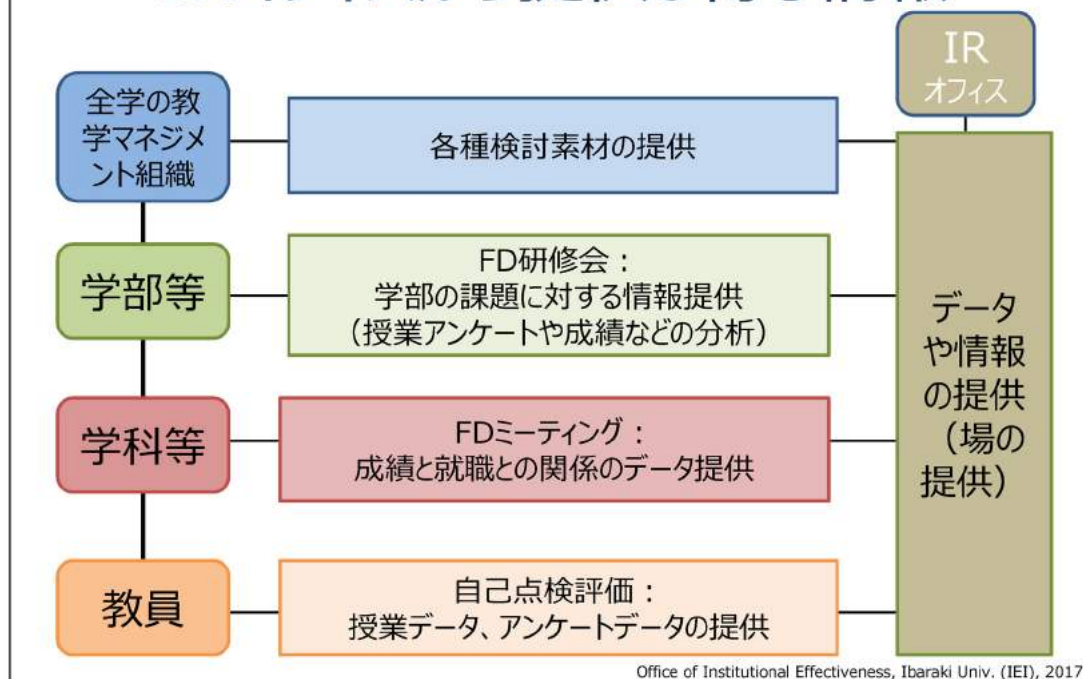 IR
オフィス
全学の教
学マネジメ
ント組織
各種検討素材の提供
学部等
FD研修会：
学部の課題に対する情報提供
（授業アンケートや成績などの分析）
学科等
FDミーティング：
成績と就職との関係のデータ提供
教員
自己点検評価：
授業データ、アンケートデータの提供
データ
や情報
の提供
（場の
提供）
Office of Institutional Effectiveness, Ibaraki Univ. (IEI), 2017